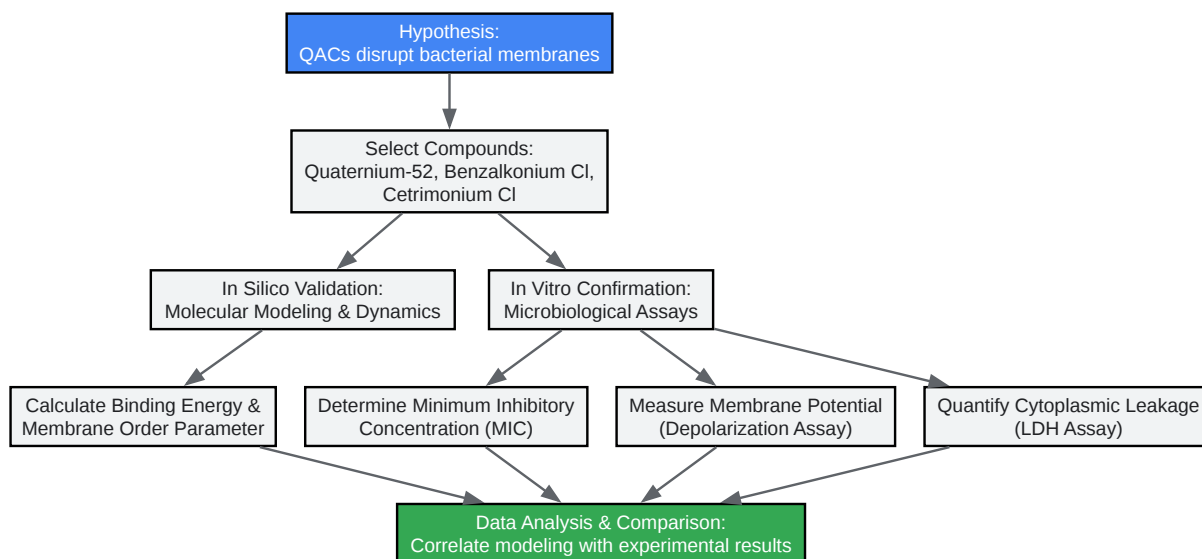 Hypothesis:
QACs disrupt bacterial membranes
Select Compounds:
Quaternium-52, Benzalkonium Cl,
Cetrimonium Cl
In Silico Validation:
Molecular Modeling & Dynamics
In Vitro Confirmation:
Microbiological Assays
Calculate Binding Energy &
Membrane Order Parameter
Determine Minimum Inhibitory
Concentration (MIC)
Measure Membrane Potential
(Depolarization Assay)
Quantify Cytoplasmic Leakage
(LDH Assay)
Data Analysis & Comparison:
Correlate modeling with experimental results